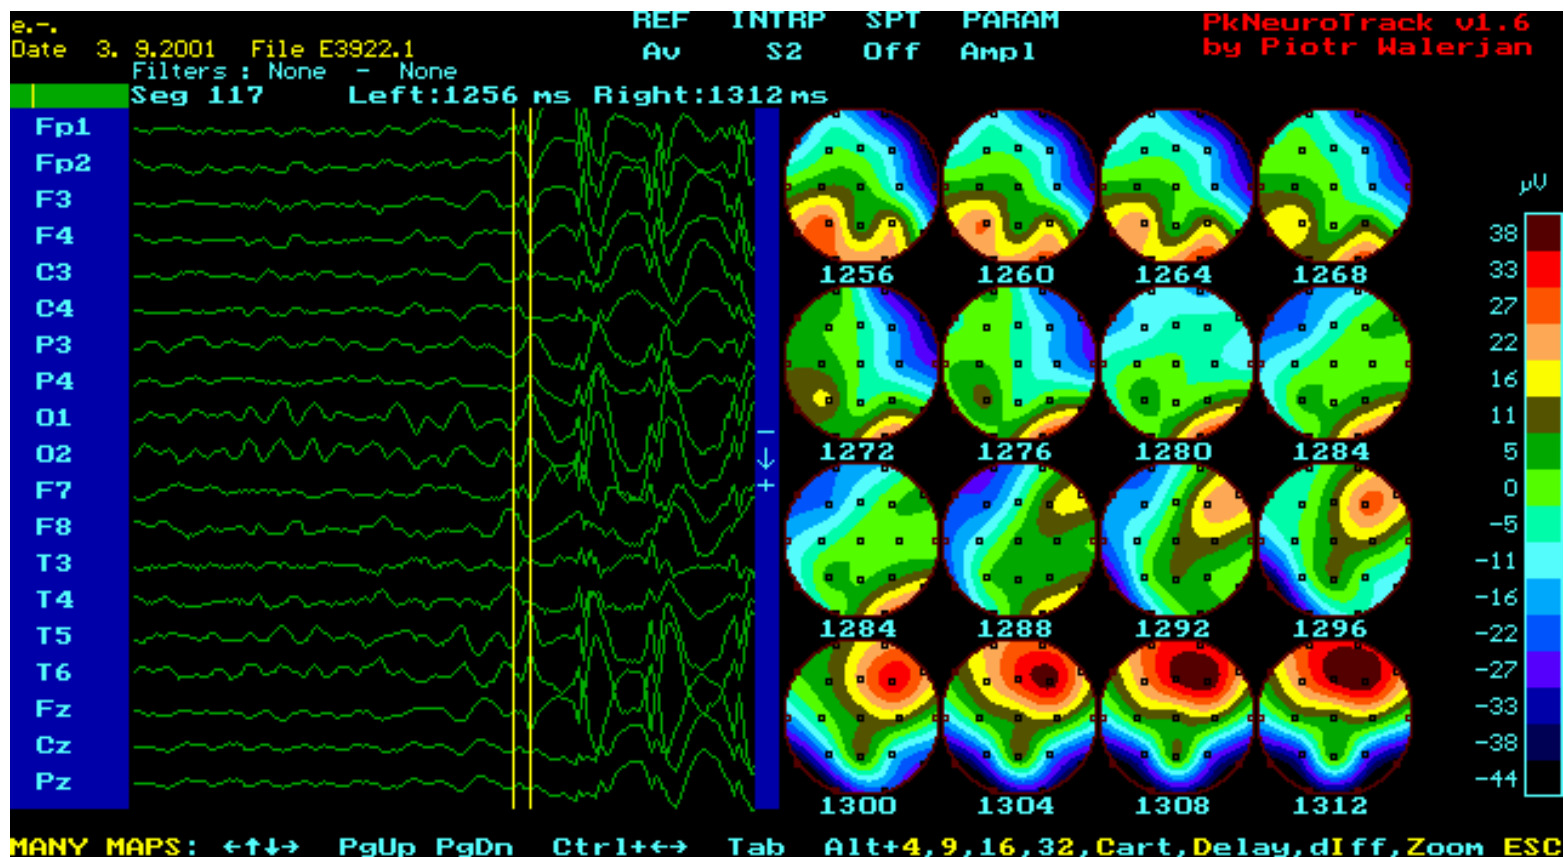 e.-.
REF INTRP SPT PARAM
PkNeuroTrack v1.6
Date 3. 9.2001 File E3922.1
Av S2 Off Ampl
by Piotr Walerjan
Filters : None - None
Seg 117 Left:1256 ms Right:1312 ms
Fp1
Fp2
F3
F4
C3
C4
P3
P4
O1
O2
F7
F8
T3
T4
T5
T6
Fz
Cz
Pz
−
↓
+
1256 1260 1264 1268
1272 1276 1280 1284
1284 1288 1292 1296
1300 1304 1308 1312
µV
38
33
27
22
16
11
5
0
-5
-11
-16
-22
-27
-33
-38
-44
MANY MAPS: ←↑↓→ PgUp PgDn Ctrl+←→ Tab Alt+4,9,16,32,Cart,Delay,dIff,Zoom ESC